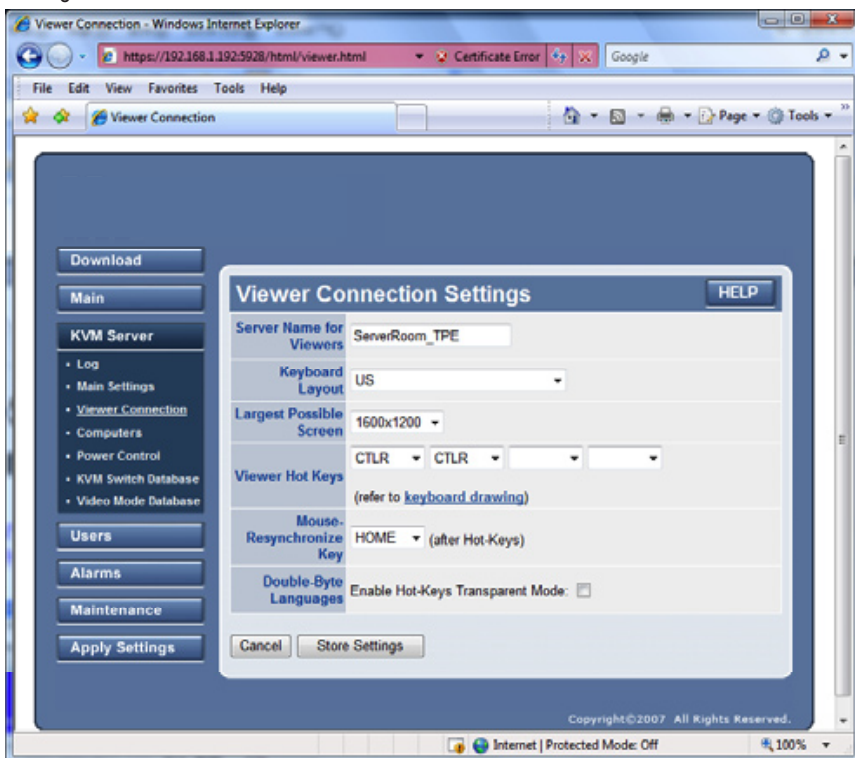 Viewer Connection - Windows Internet Explorer
https://192.168.1.192:5928/html/viewer.html
Certificate Error
Google
File Edit View Favorites Tools Help
Viewer Connection
Page
Tools
Download
Main
KVM Server
Log
Main Settings
Viewer Connection
Computers
Power Control
KVM Switch Database
Video Mode Database
Users
Alarms
Maintenance
Apply Settings
Viewer Connection Settings
HELP
Server Name for Viewers
ServerRoom_TPE
Keyboard Layout
US
Largest Possible Screen
1600x1200
Viewer Hot Keys
CTLR CTLR
(refer to keyboard drawing)
Mouse-Resynchronize Key
HOME (after Hot-Keys)
Double-Byte Languages
Enable Hot-Keys Transparent Mode:
Cancel Store Settings
Copyright©2007 All Rights Reserved.
Internet | Protected Mode: Off
100%